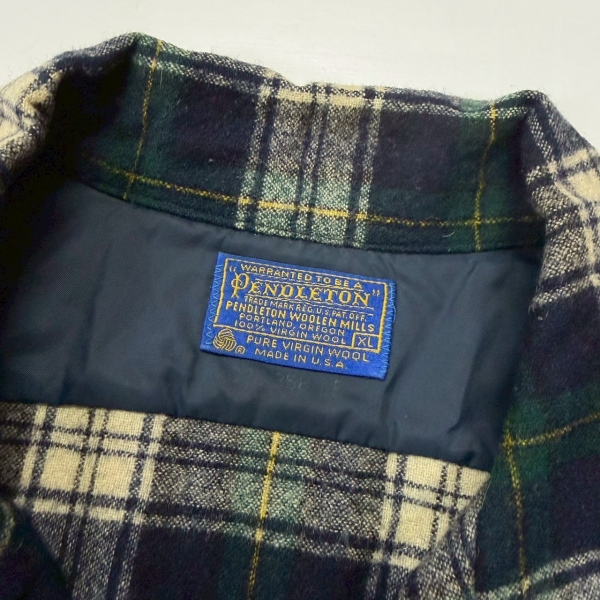 WARRANTED TO BE A
"PENDLETON"
TRADE MARK REG. U.S. PAT. OFF.
PENDLETON WOOLEN MILLS
PORTLAND, OREGON
100% VIRGIN WOOL XL
PURE VIRGIN WOOL
® MADE IN U.S.A.